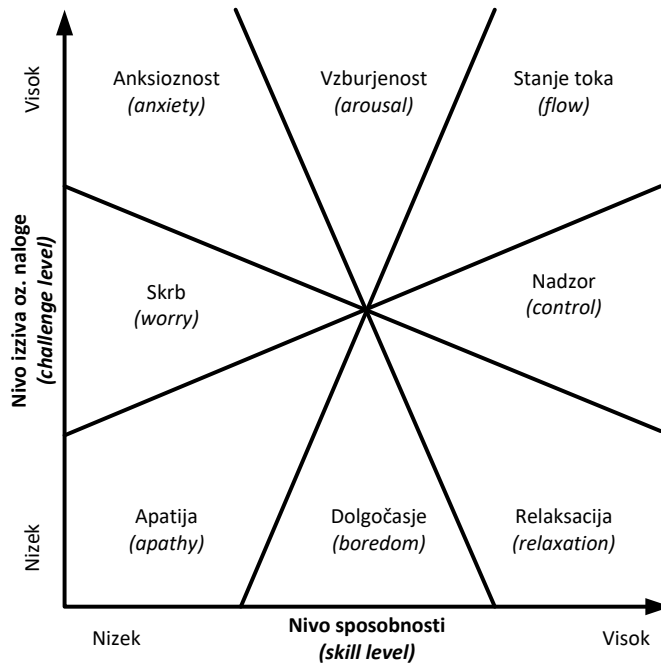 Visok
Anksioznost
(anxiety)
Vzburjenost
(arousal)
Stanje toka
(flow)
Nivo izziva oz. naloge
(challenge level)
Skrb
(worry)
Nadzor
(control)
Nizek
Apatija
(apathy)
Dolgočasje
(boredom)
Relaksacija
(relaxation)
Nizek
Nivo sposobnosti
(skill level)
Visok